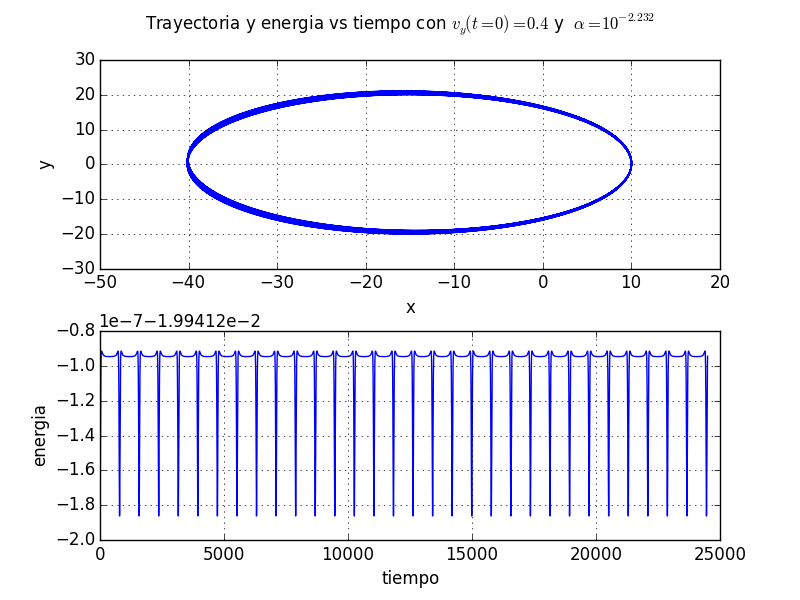 Trayectoria y energia vs tiempo con v_y(t=0)=0.4 y α=10^{-2.232}
30
20
10
0
−10
−20
−30
y
−50 −40 −30 −20 −10 0 10 20
x
1e−7−1.99412e−2
−0.8
−1.0
−1.2
−1.4
−1.6
−1.8
−2.0
energia
0 5000 10000 15000 20000 25000
tiempo